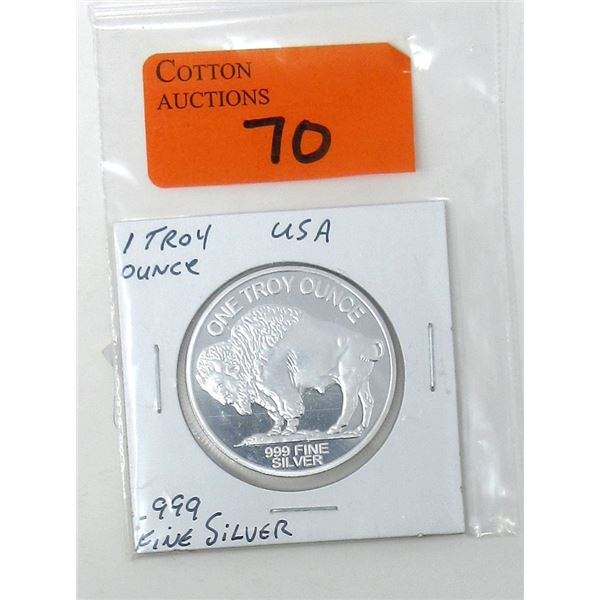 COTTON
AUCTIONS
70
1 TROY USA
OUNCE
ONE TROY OUNCE
999 FINE
SILVER
.999
FINE SILVER